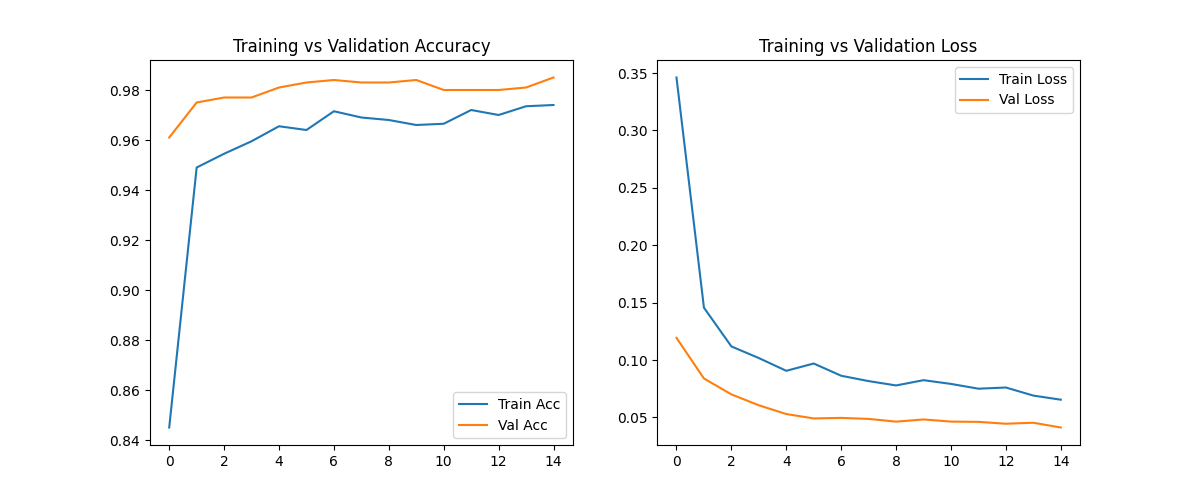 Training vs Validation Accuracy
0.98
0.96
0.94
0.92
0.90
0.88
0.86
0.84
0 2 4 6 8 10 12 14
Train Acc
Val Acc
Training vs Validation Loss
0.35
0.30
0.25
0.20
0.15
0.10
0.05
0 2 4 6 8 10 12 14
Train Loss
Val Loss